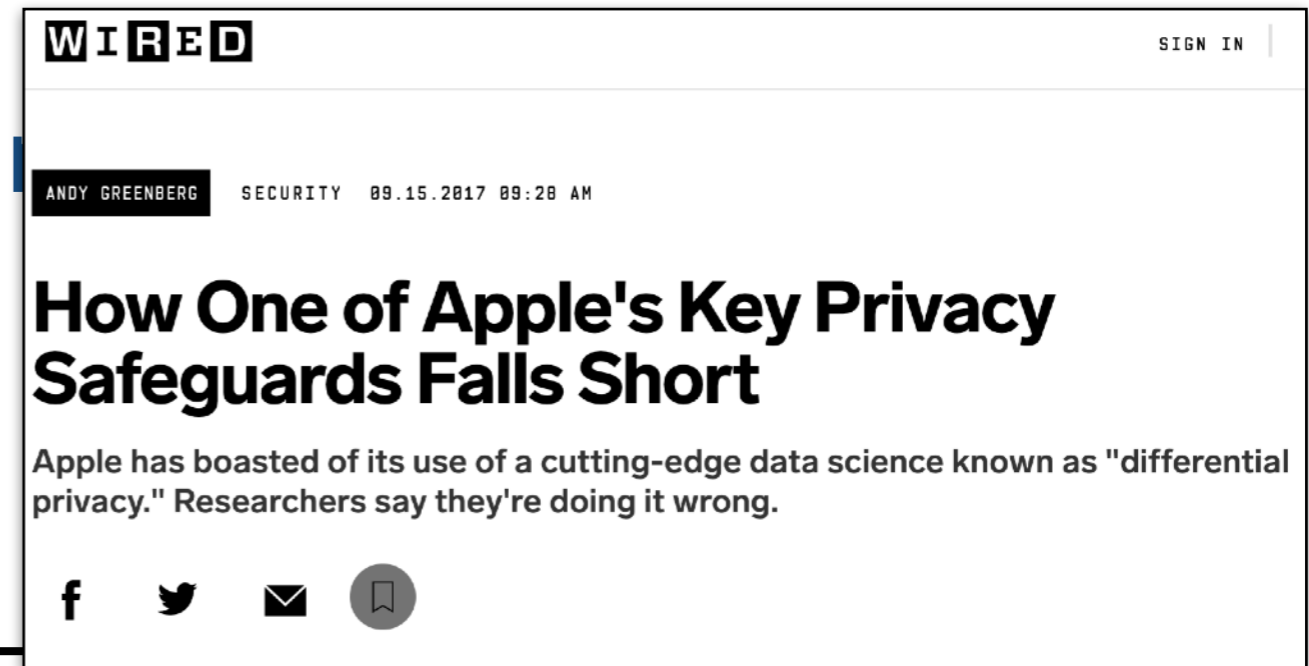 WIRED
SIGN IN
ANDY GREENBERG SECURITY 09.15.2017 09:28 AM
How One of Apple's Key Privacy
Safeguards Falls Short
Apple has boasted of its use of a cutting-edge data science known as "differential
privacy." Researchers say they're doing it wrong.